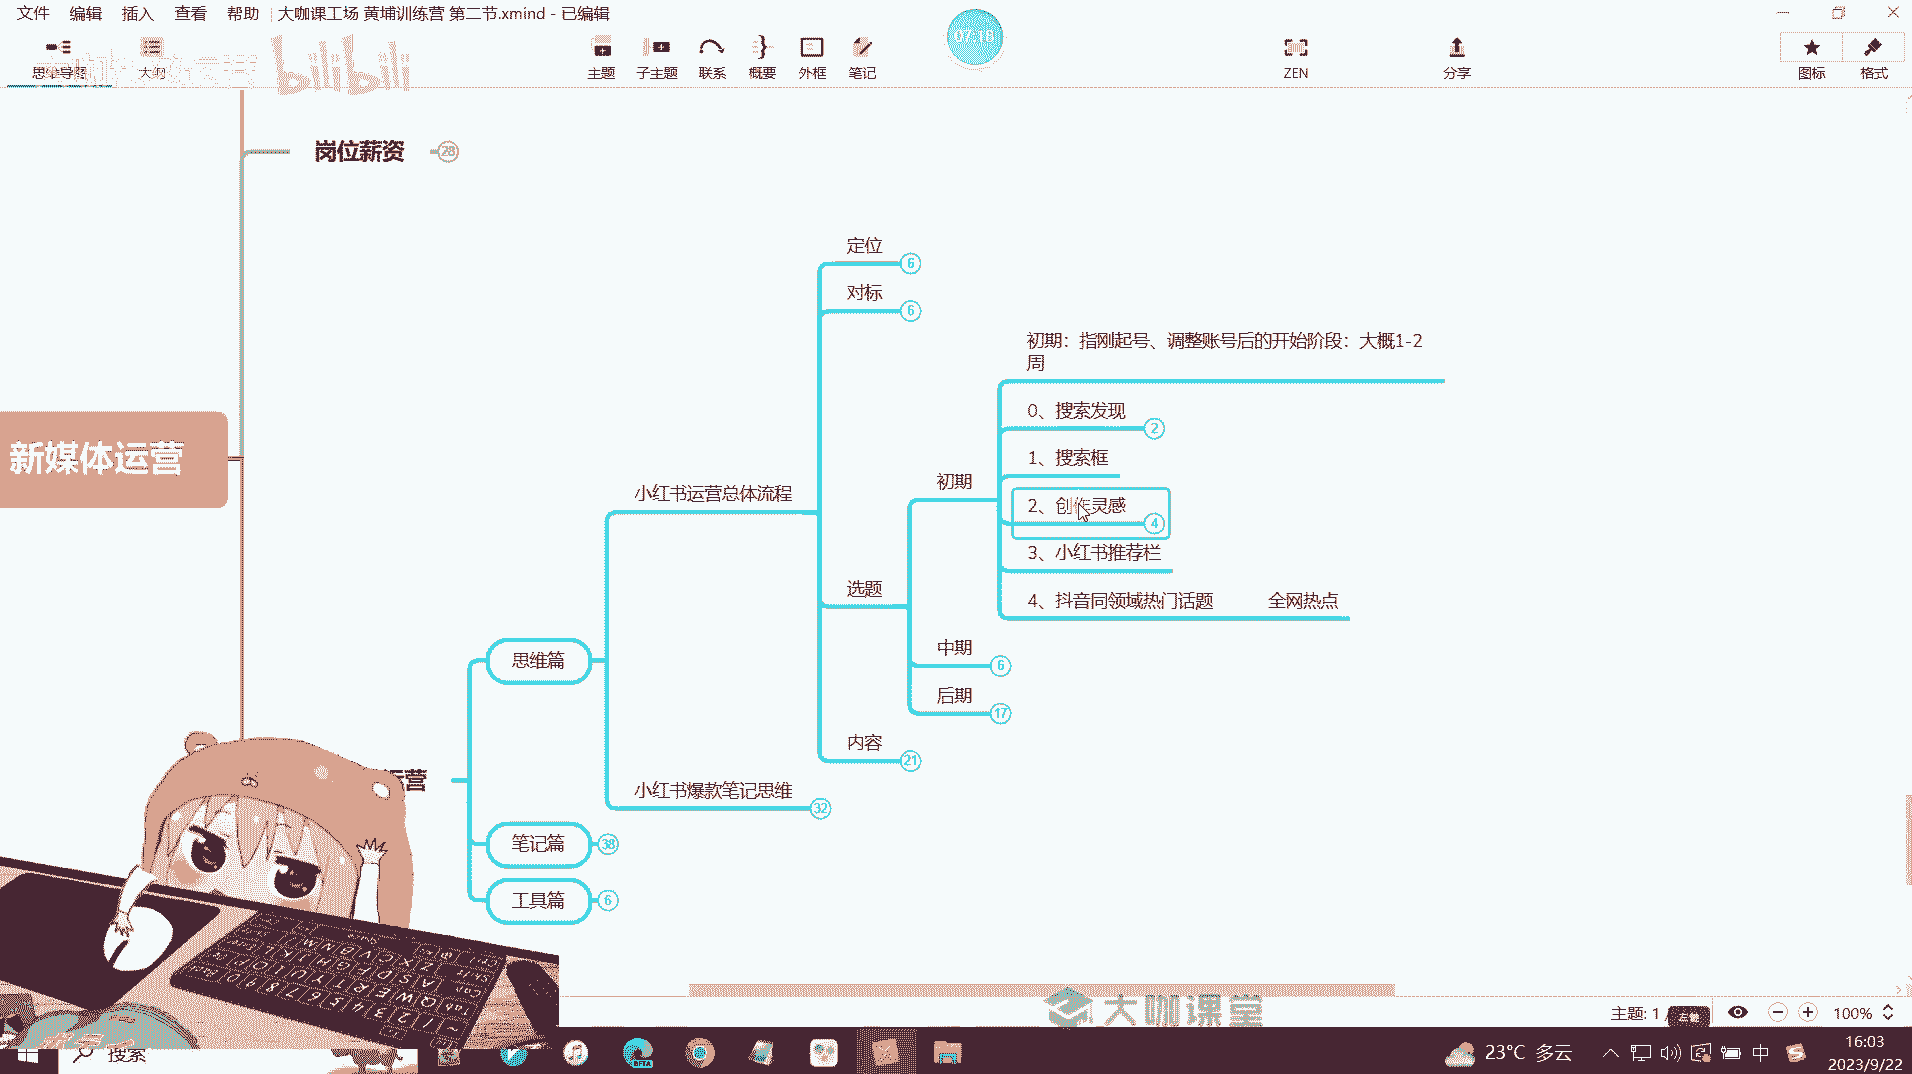 文件 编辑 插入 查看 帮助 大咖课工场 黄埔训练营 第二节.xmind - 已编辑
思维导图 大纲 主题 子主题 联系 概要 外框 笔记 07:18 ZEN 分享 图标 格式
bilibili
岗位薪资 28
定位 6
对标 6
初期：指刚起号、调整账号后的开始阶段：大概1-2
周
0、搜索发现 2
1、搜索框
初期
小红书运营总体流程
2、创作灵感 4
新媒体运营
3、小红书推荐栏
选题
4、抖音同领域热门话题 全网热点
中期 6
思维篇
后期 17
内容 21
运营
小红书爆款笔记思维 32
笔记篇 38
工具篇 6
大咖课堂
主题: 1 100%
搜索
23°C 多云 中 16:03
2023/9/22